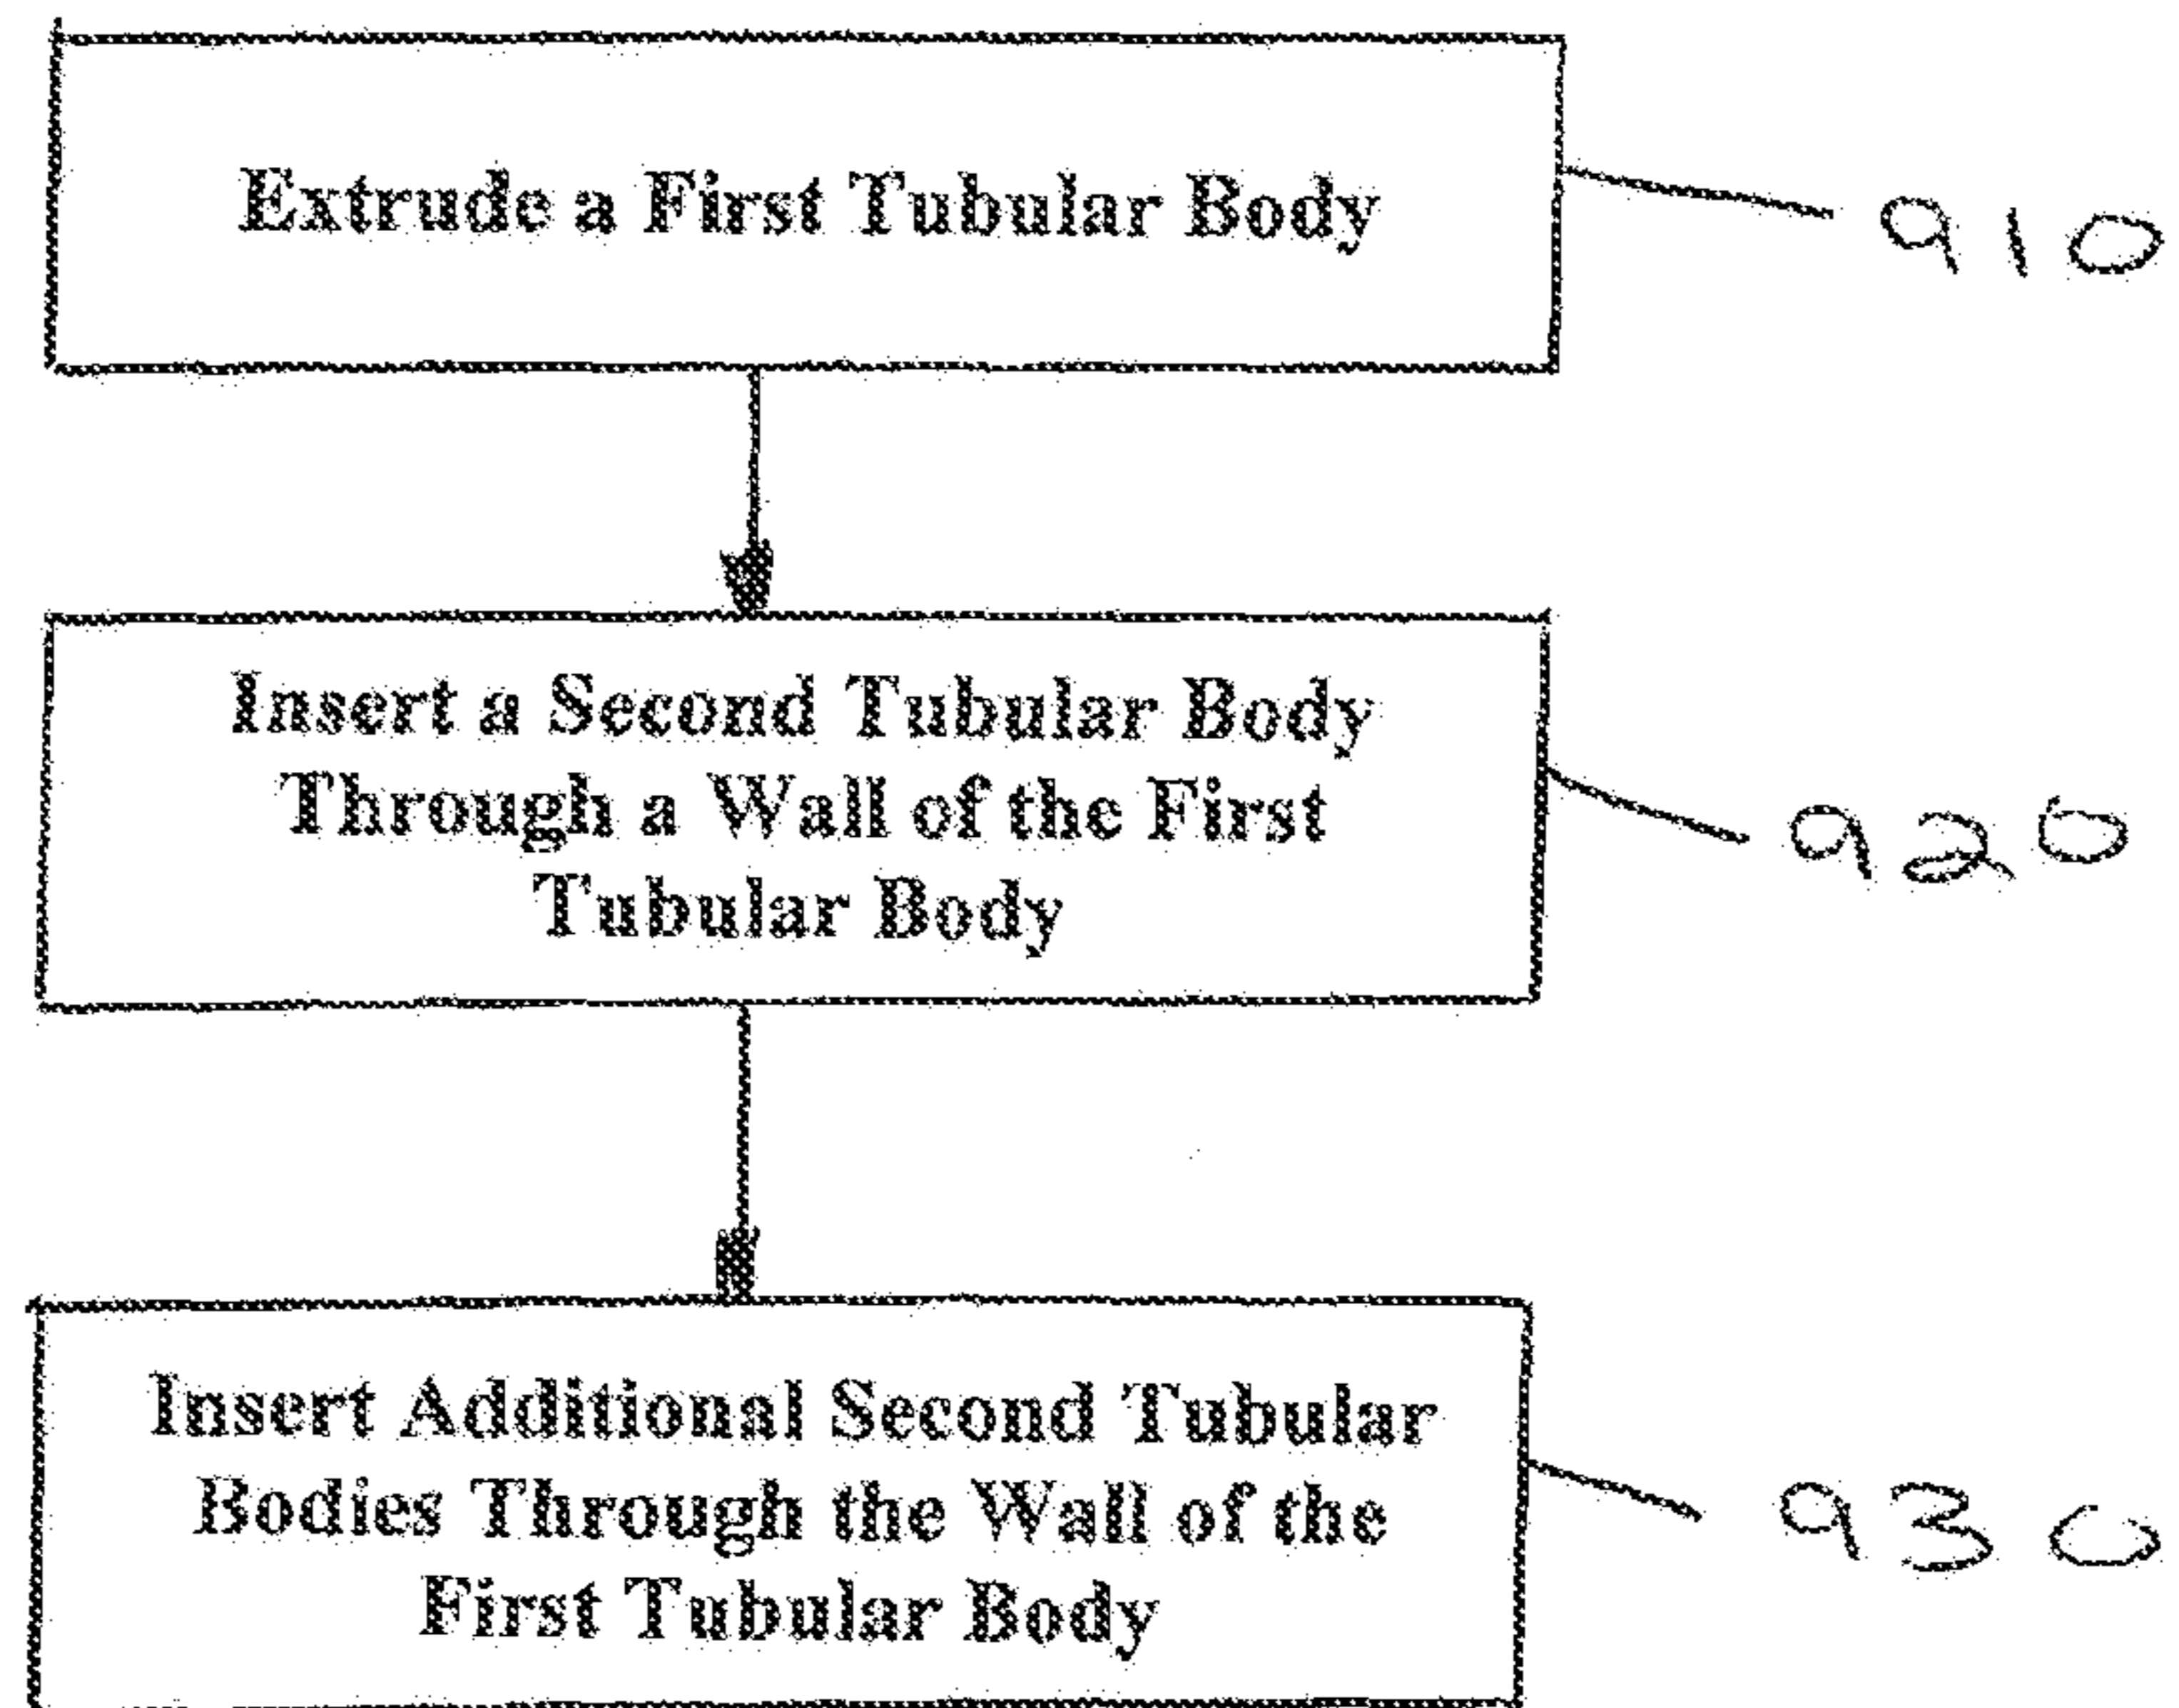 Extrude a First Tubular Body
910
Insert a Second Tubular Body
Through a Wall of the First
Tubular Body
920
Insert Additional Second Tubular
Bodies Through the Wall of the
First Tubular Body
930